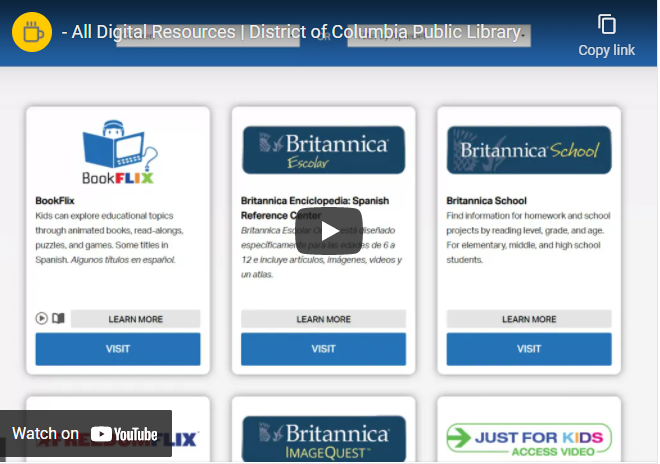 - All Digital Resources | District of Columbia Public Library
OR
Copy link
BookFLIX
Britannica
Escolar
Britannica School
BookFlix
Kids can explore educational topics
through animated books, read-alongs,
puzzles, and games. Some titles in
Spanish. Algunos títulos en español.
Britannica Enciclopedia: Spanish
Reference Center
Britannica Escolar está diseñado
específicamente para las edades de 6 a
12 e incluye artículos, imágenes, videos y
un atlas.
Britannica School
Find information for homework and school
projects by reading level, grade, and age.
For elementary, middle, and high school
students.
LEARN MORE
LEARN MORE
LEARN MORE
VISIT
VISIT
VISIT
Watch on YouTube
FREEDOMFLIX
Britannica
IMAGEQUEST™
JUST FOR KIDS
ACCESS VIDEO